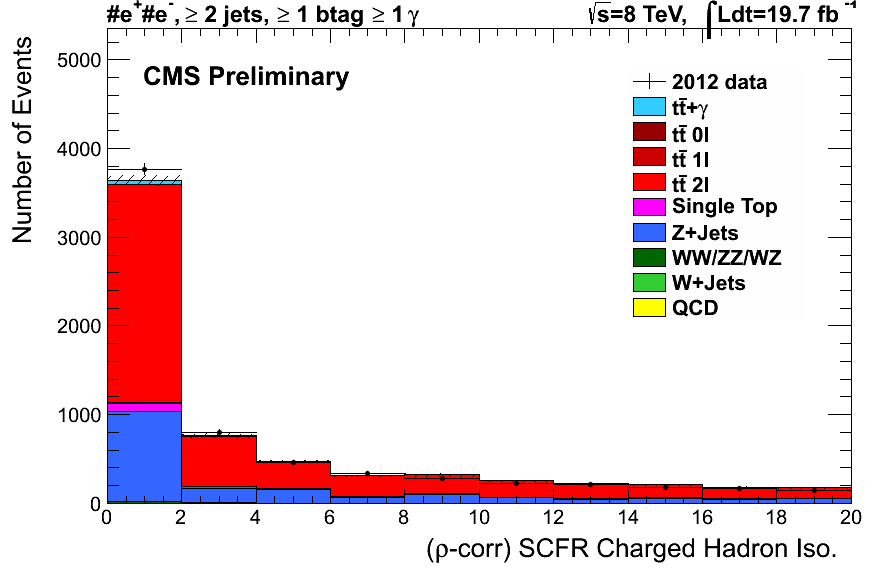 #e+#e-, ≥ 2 jets, ≥ 1 btag ≥ 1 γ √s=8 TeV, ∫Ldt=19.7 fb-1
CMS Preliminary
2012 data
tt̄+γ
tt̄ 0l
tt̄ 1l
tt̄ 2l
Single Top
Z+Jets
WW/ZZ/WZ
W+Jets
QCD
Number of Events
5000
4000
3000
2000
1000
0
0 2 4 6 8 10 12 14 16 18 20
(ρ-corr) SCFR Charged Hadron Iso.